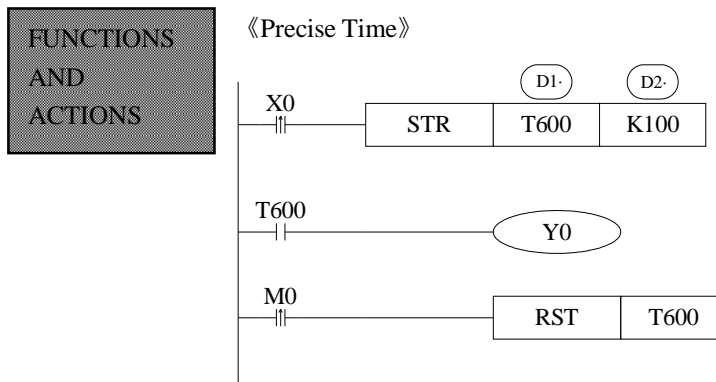 FUNCTIONS
AND
ACTIONS
《Precise Time》
D1·
D2·
X0
STR
T600
K100
T600
Y0
M0
RST
T600